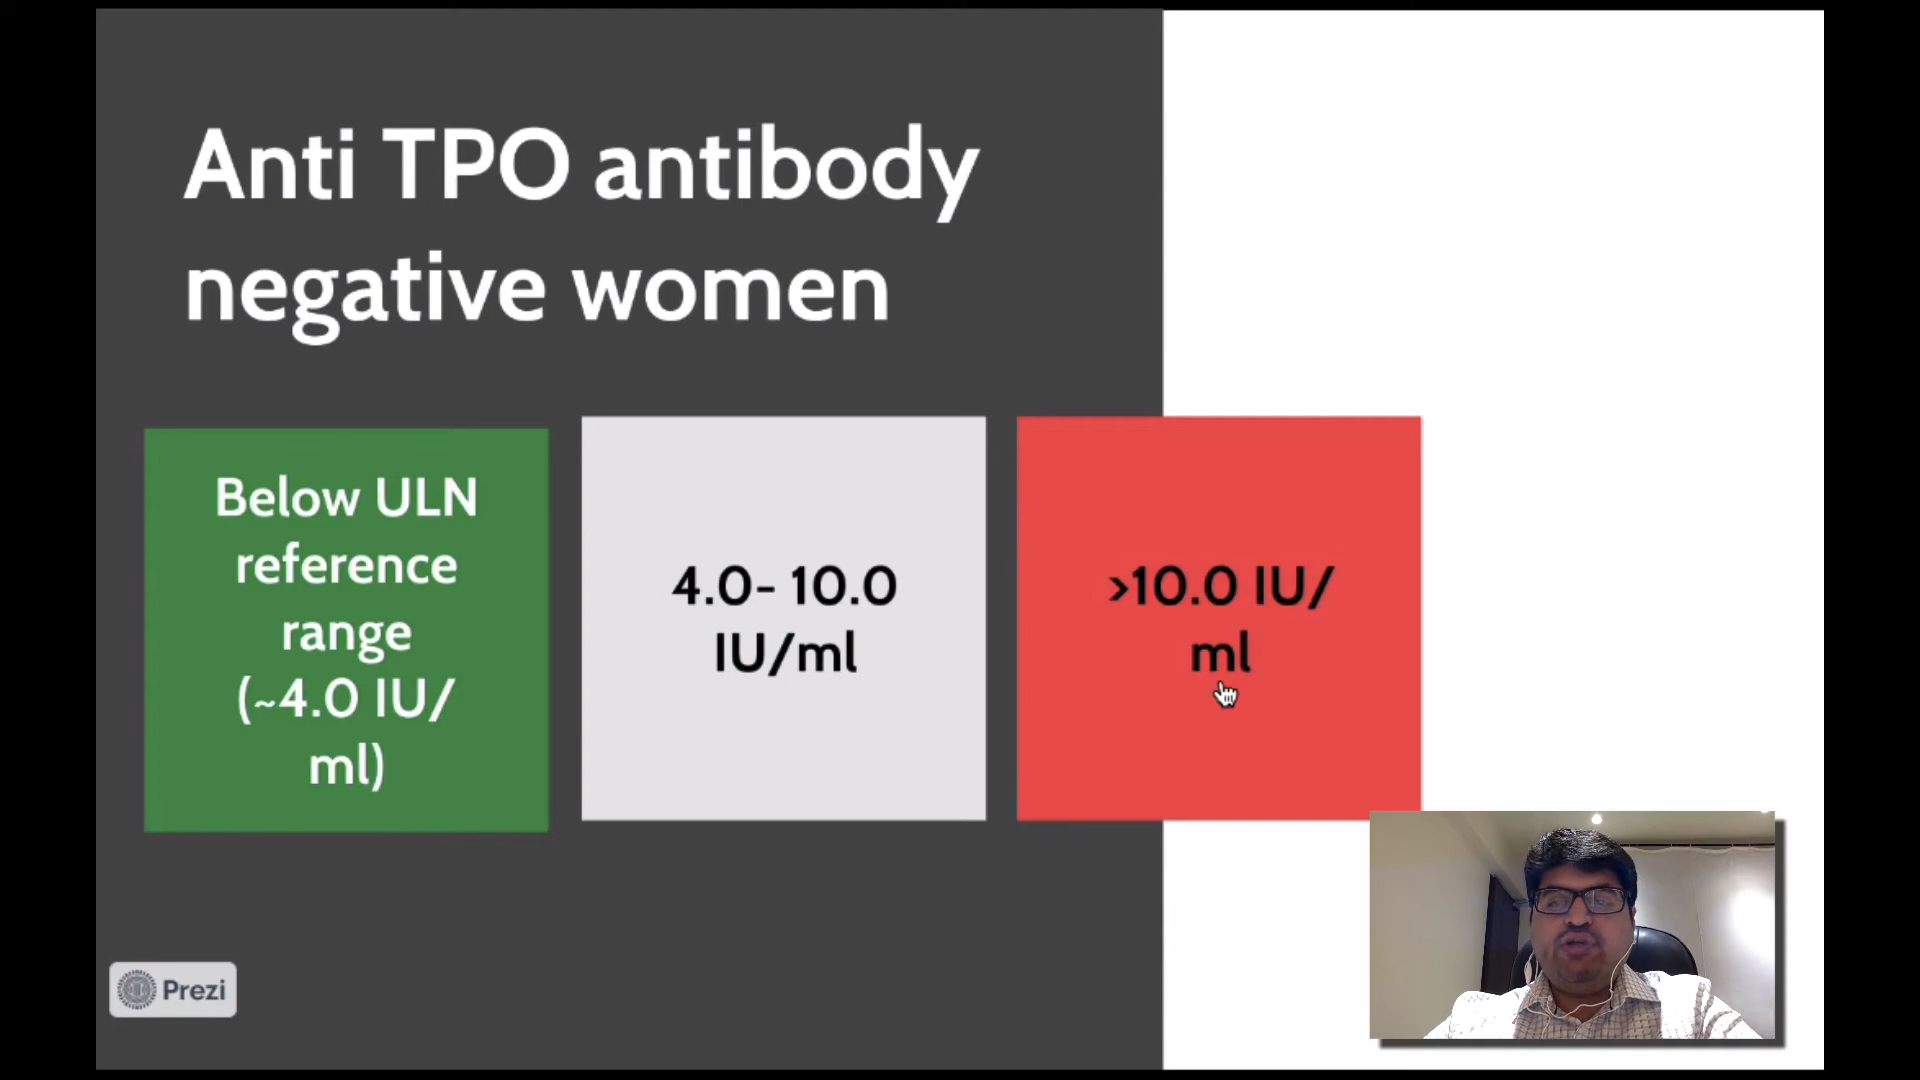 Anti TPO antibody
negative women
Below ULN
reference
range
(~4.0 IU/
ml)
4.0- 10.0
IU/ml
>10.0 IU/
ml
Prezi